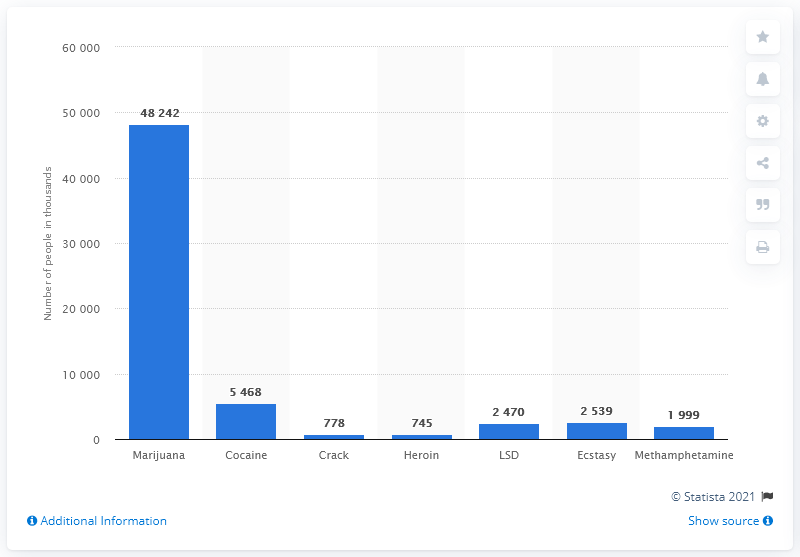 60 000
50 000
40 000
30 000
20 000
10 000
0
Number of people in thousands
48 242
5 468
778
745
2 470
2 539
1 999
Marijuana
Cocaine
Crack
Heroin
LSD
Ecstasy
Methamphetamine
© Statista 2021
Additional Information
Show source